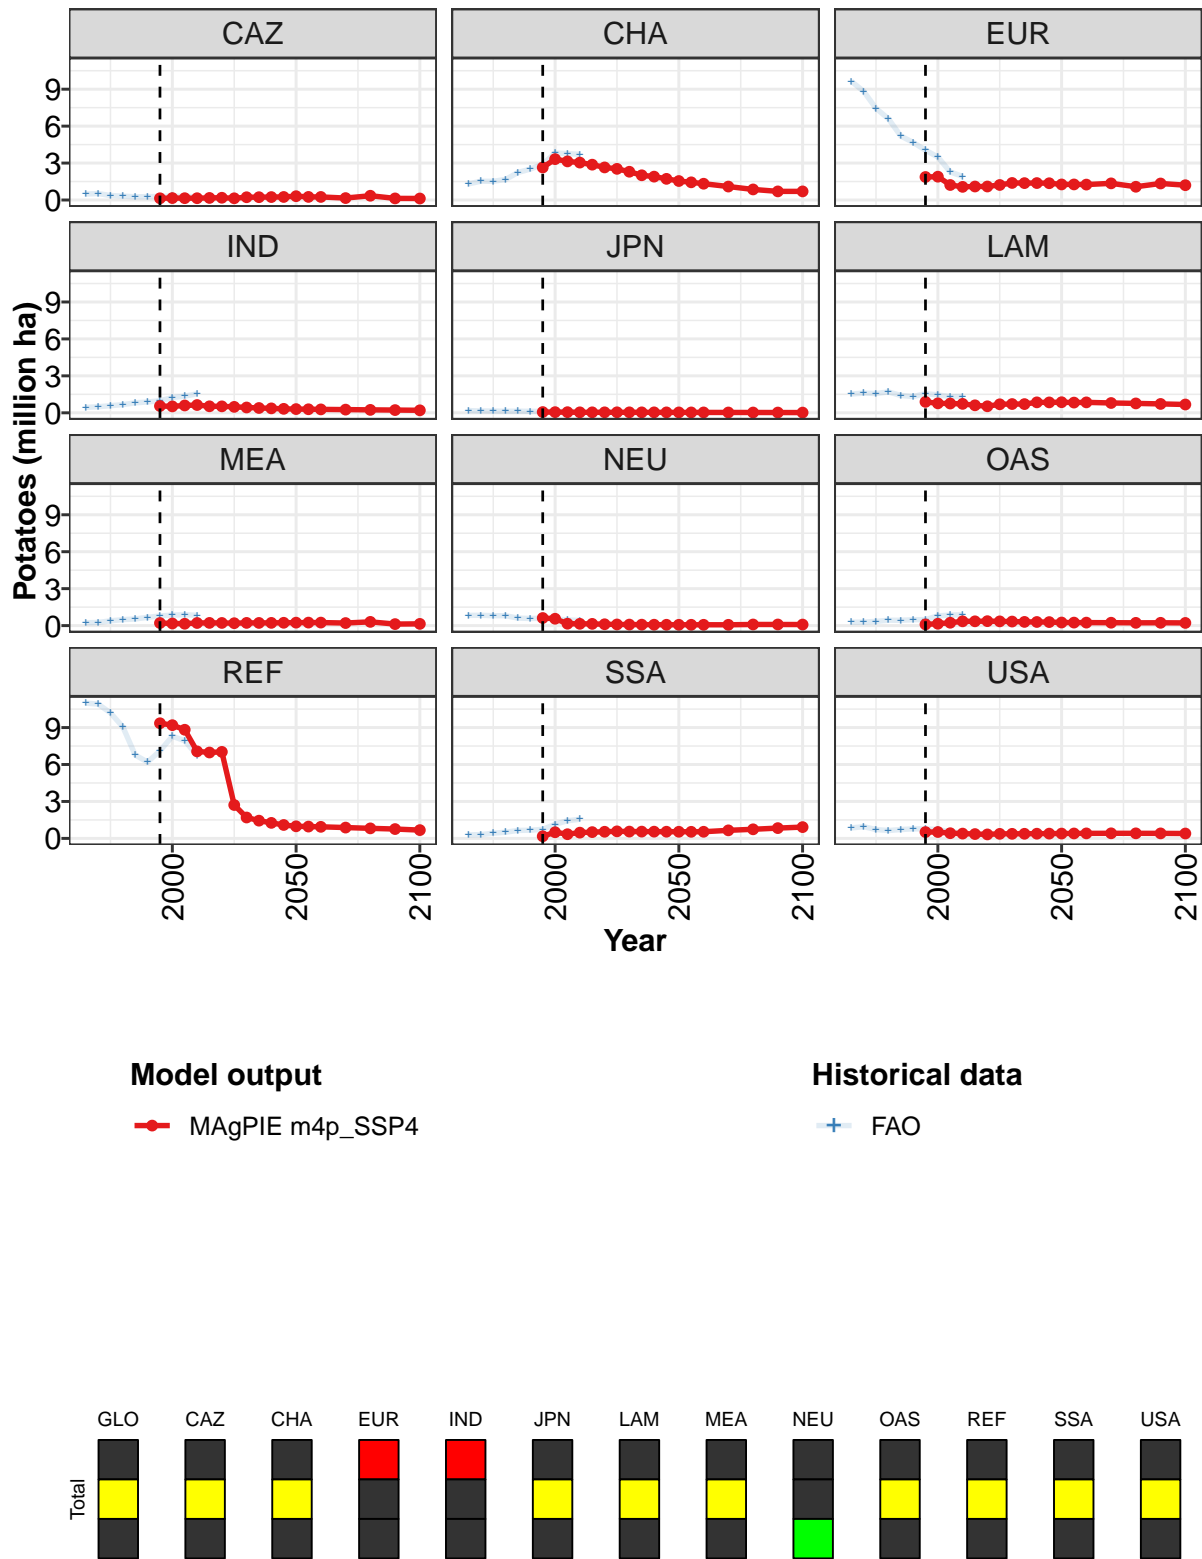 CAZ CHA EUR
9
6
3
0
IND JPN LAM
9
6
3
0
Potatoes (million ha)
MEA NEU OAS
9
6
3
0
REF SSA USA
9
6
3
0
2000 2050 2100 2000 2050 2100 2000 2050 2100
Year
Model output Historical data
MAgPIE m4p_SSP4 FAO
GLO CAZ CHA EUR IND JPN LAM MEA NEU OAS REF SSA USA
Total